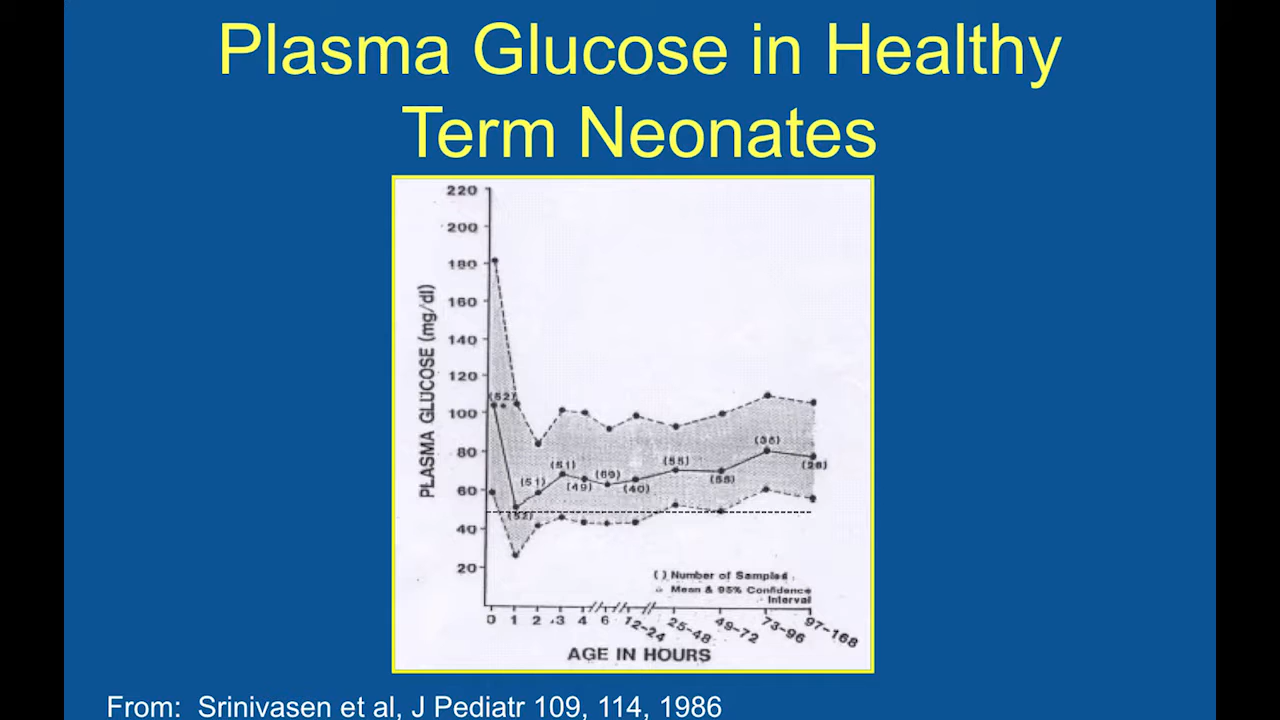 Plasma Glucose in Healthy
Term Neonates
220
200
180
160
140
120
100
80
60
40
20
PLASMA GLUCOSE (mg/dl)
(52)
(52)
(51)
(51)
(49)
(69)
(40)
(55)
(55)
(36)
(28)
( ) Number of Samples
Mean & 95% Confidence
Interval
0 1 2 3 4 6 12-24 25-48 49-72 73-96 97-168
AGE IN HOURS
From: Srinivasen et al, J Pediatr 109, 114, 1986